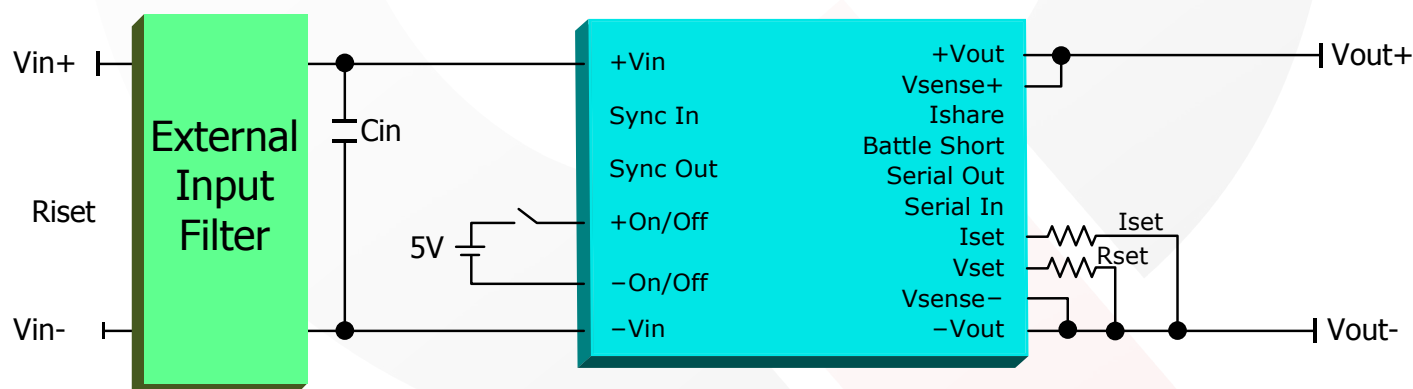 Vin+
Riset
Vin-
External
Input
Filter
Cin
5V
+Vin
Sync In
Sync Out
+On/Off
−On/Off
−Vin
+Vout
Vsense+
Ishare
Battle Short
Serial Out
Serial In
Iset
Vset
Vsense−
−Vout
Iset
Rset
Vout+
Vout-